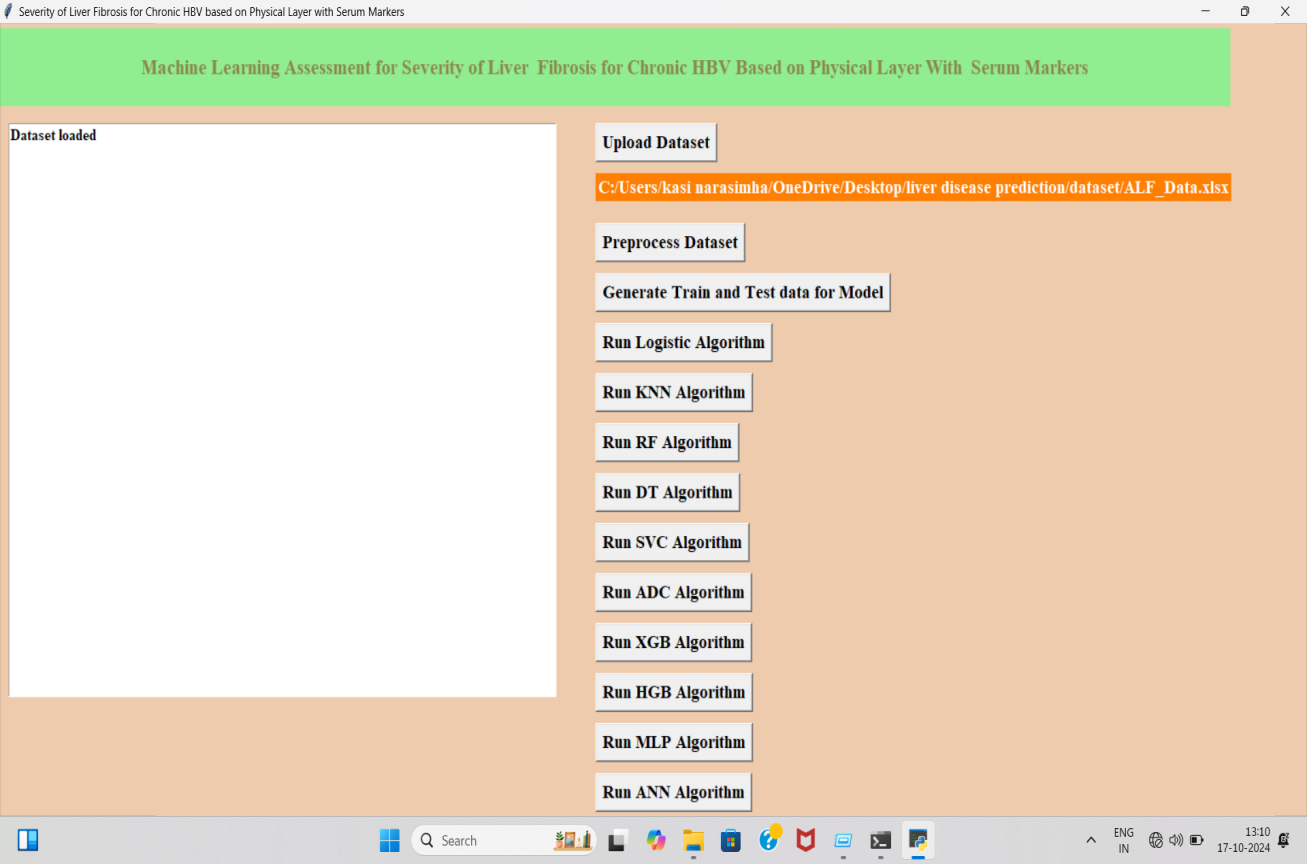 Severity of Liver Fibrosis for Chronic HBV based on Physical Layer with Serum Markers
Machine Learning Assessment for Severity of Liver  Fibrosis for Chronic HBV Based on Physical Layer With  Serum Markers
Dataset loaded
Upload Dataset
C:/Users/kasi narasimha/OneDrive/Desktop/liver disease prediction/dataset/ALF_Data.xlsx
Preprocess Dataset
Generate Train and Test data for Model
Run Logistic Algorithm
Run KNN Algorithm
Run RF Algorithm
Run DT Algorithm
Run SVC Algorithm
Run ADC Algorithm
Run XGB Algorithm
Run HGB Algorithm
Run MLP Algorithm
Run ANN Algorithm
Search
ENG
IN
13:10
17-10-2024